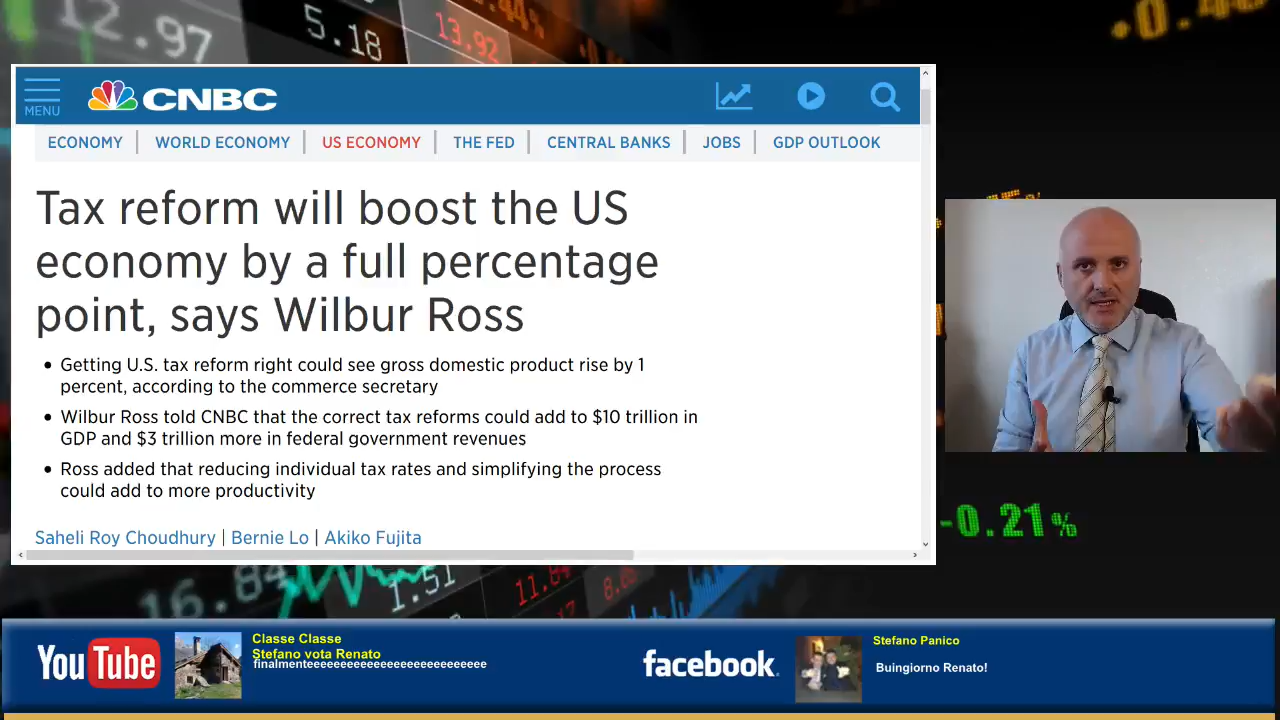 12.97
5.18
13.92
MENU
CNBC
ECONOMY
WORLD ECONOMY
US ECONOMY
THE FED
CENTRAL BANKS
JOBS
GDP OUTLOOK
Tax reform will boost the US
economy by a full percentage
point, says Wilbur Ross
Getting U.S. tax reform right could see gross domestic product rise by 1
percent, according to the commerce secretary
Wilbur Ross told CNBC that the correct tax reforms could add to $10 trillion in
GDP and $3 trillion more in federal government revenues
Ross added that reducing individual tax rates and simplifying the process
could add to more productivity
Saheli Roy Choudhury | Bernie Lo | Akiko Fujita
-0.21%
16.84
1.51
YouTube
Classe Classe
Stefano vota Renato
finalmenteeeeeeeeeeeeeeeeeeeeeeeeee
facebook
Stefano Panico
Buingiorno Renato!